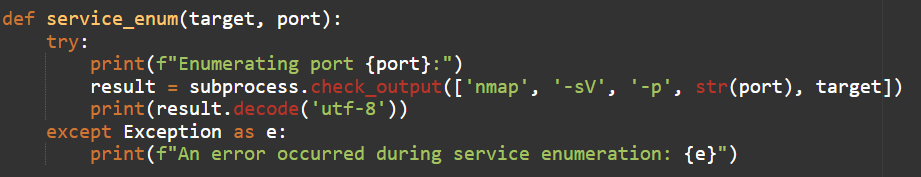 def service_enum(target, port):
    try:
        print(f"Enumerating port {port}:")
        result = subprocess.check_output(['nmap', '-sV', '-p', str(port), target])
        print(result.decode('utf-8'))
    except Exception as e:
        print(f"An error occurred during service enumeration: {e}")